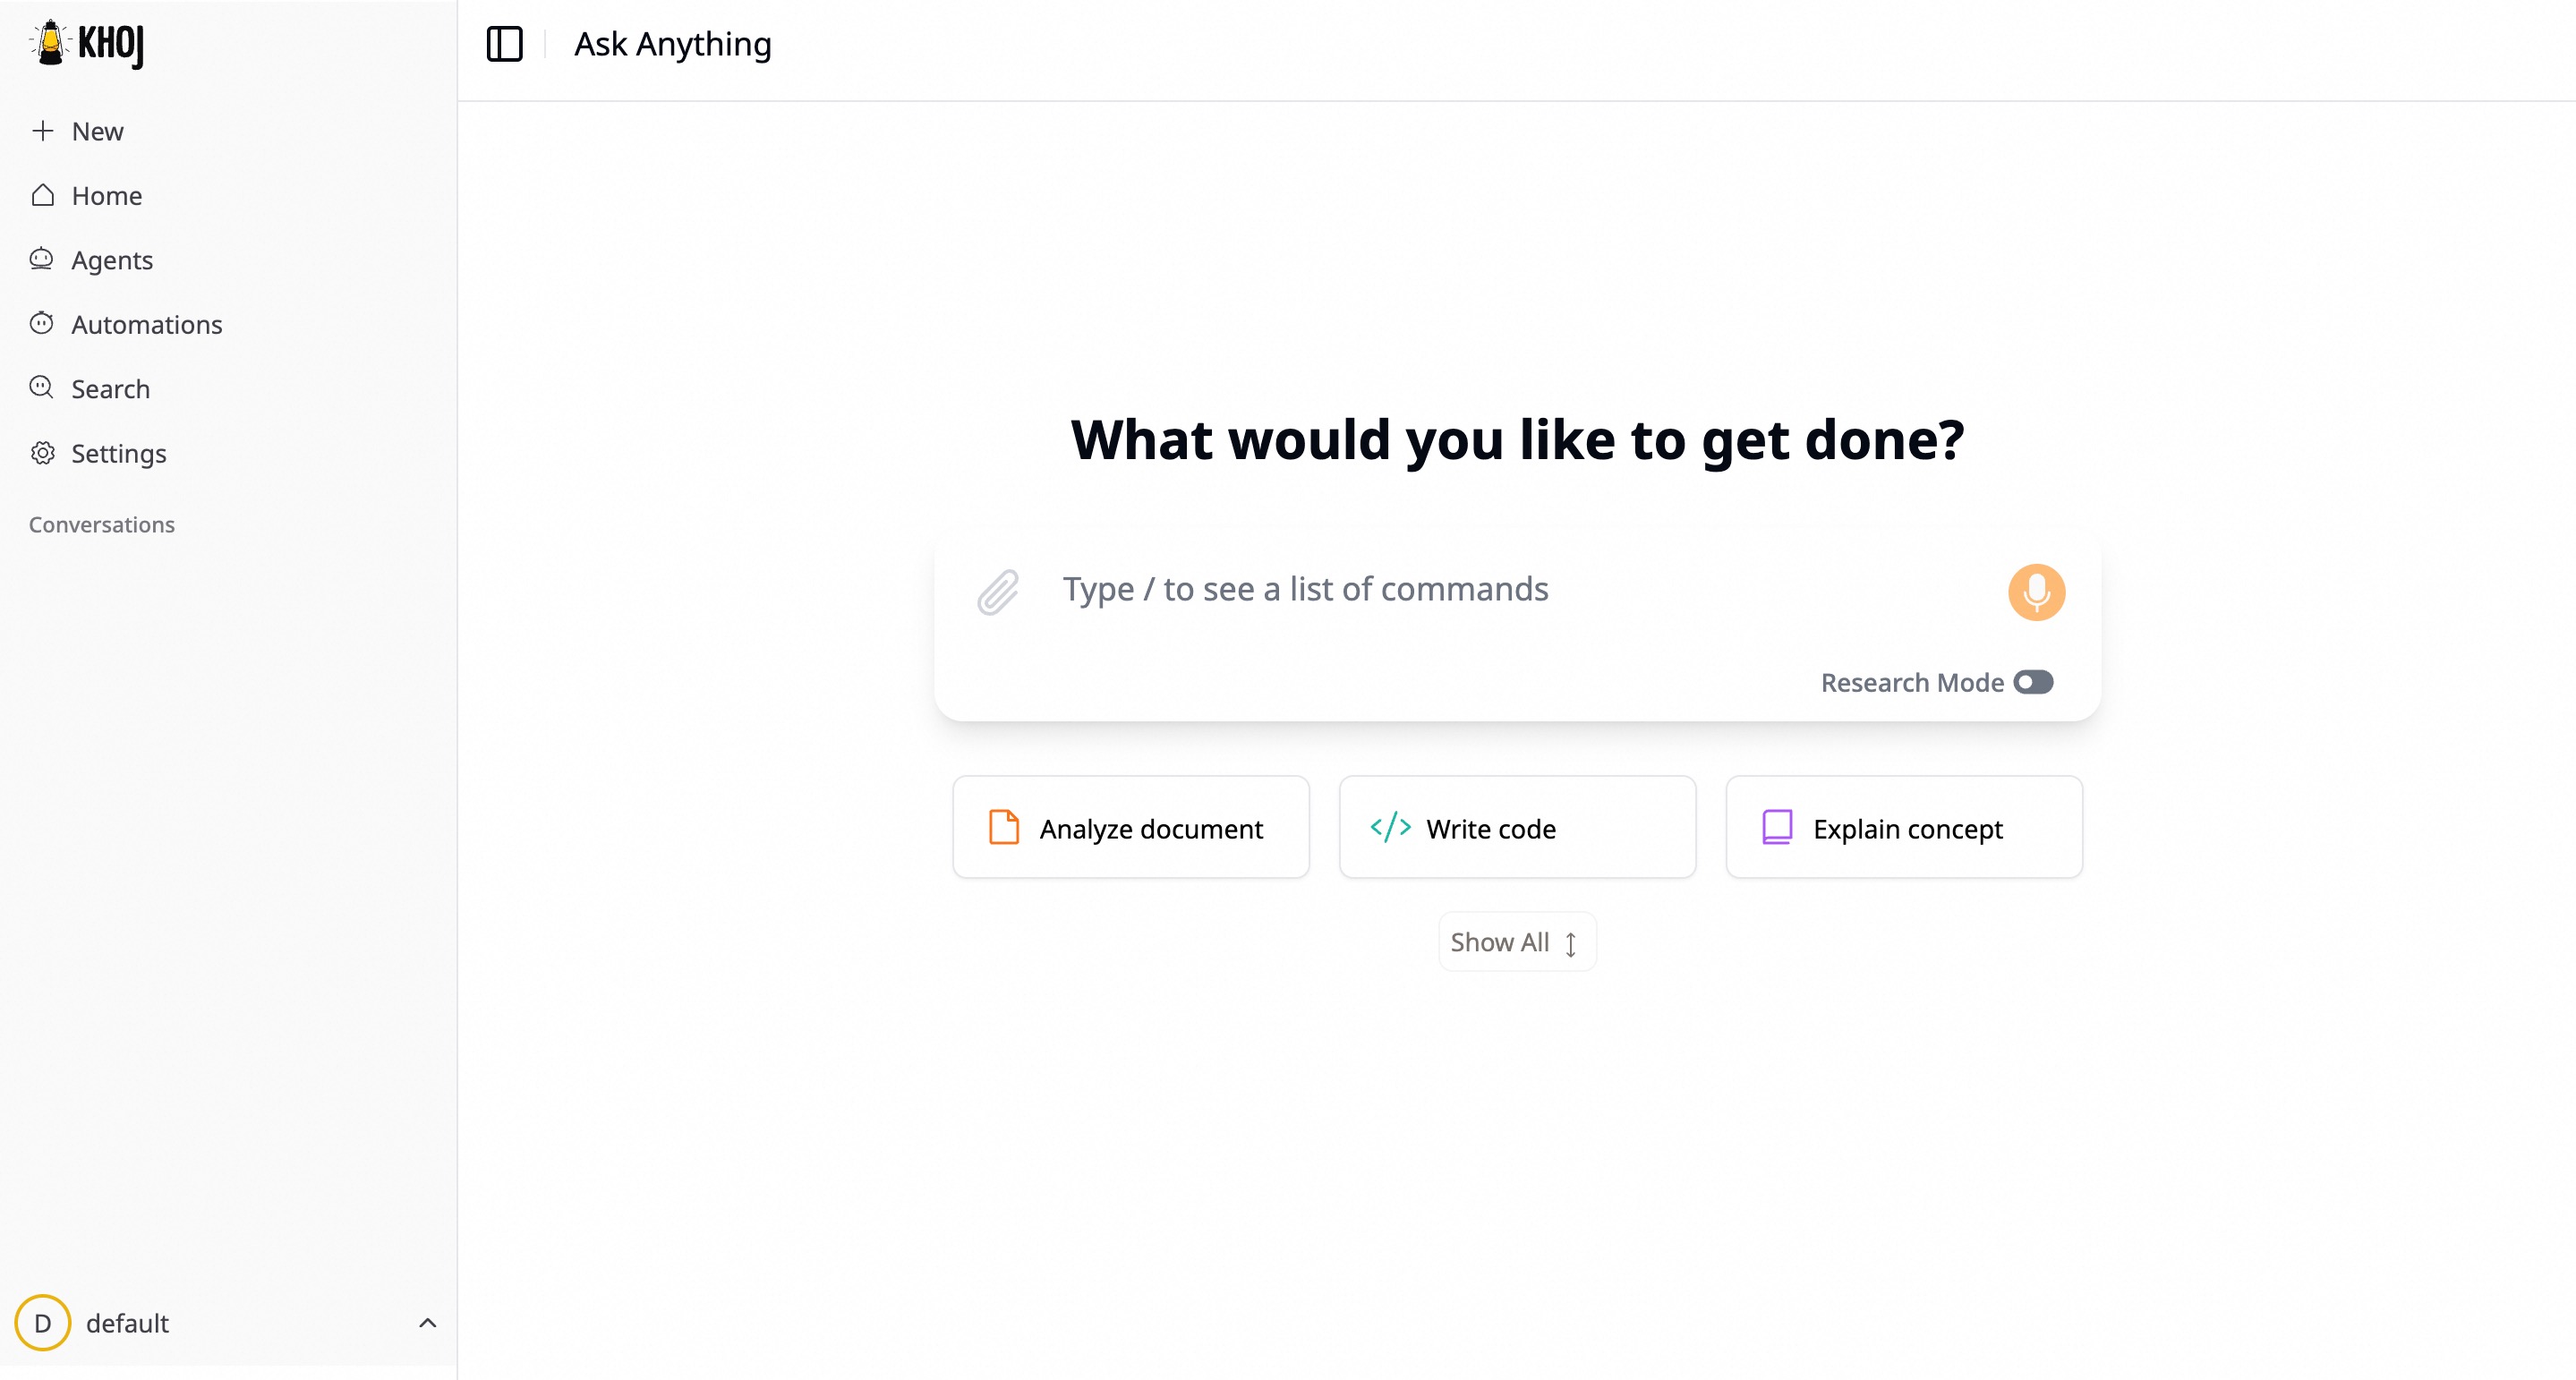 KHOJ
New
Home
Agents
Automations
Search
Settings
Conversations
D default
Ask Anything
What would you like to get done?
Type / to see a list of commands
Research Mode
Analyze document
Write code
Explain concept
Show All